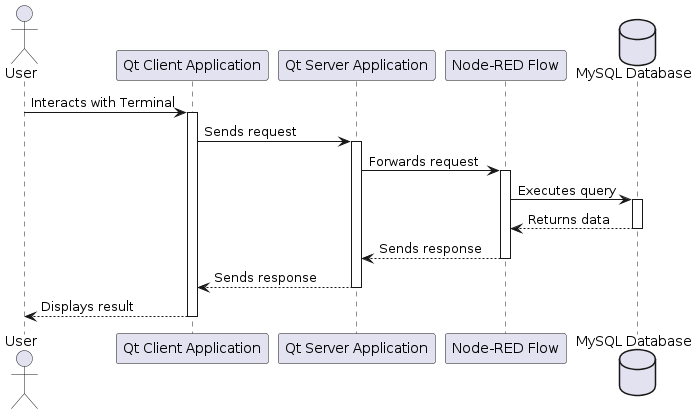 User
Qt Client Application
Qt Server Application
Node-RED Flow
MySQL Database
Interacts with Terminal
Sends request
Forwards request
Executes query
Returns data
Sends response
Sends response
Displays result
User
Qt Client Application
Qt Server Application
Node-RED Flow
MySQL Database